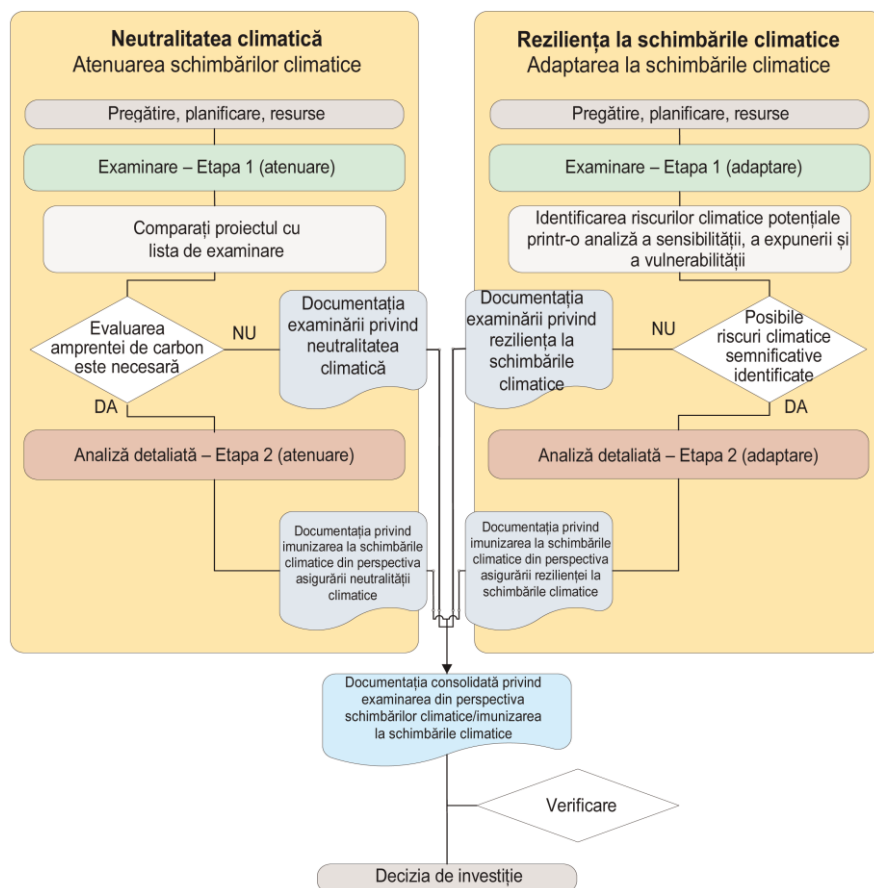 Neutralitatea climatică
Atenuarea schimbărilor climatice
Pregătire, planificare, resurse
Examinare – Etapa 1 (atenuare)
Comparați proiectul cu
lista de examinare
Evaluarea
amprentei de carbon
este necesară
NU
DA
Documentația
examinării privind
neutralitatea
climatică
Analiză detaliată – Etapa 2 (atenuare)
Documentația privind
imunizarea la schimbările
climatice din perspectiva
asigurării neutralității
climatice
Reziliența la schimbările climatice
Adaptarea la schimbările climatice
Pregătire, planificare, resurse
Examinare – Etapa 1 (adaptare)
Identificarea riscurilor climatice potențiale
printr-o analiză a sensibilității, a expunerii și
a vulnerabilității
Documentația
examinării privind
reziliența la
schimbările
climatice
NU
Posibile
riscuri climatice
semnificative
identificate
DA
Analiză detaliată – Etapa 2 (adaptare)
Documentația privind
imunizarea la schimbările
climatice din perspectiva
asigurării rezilienței la
schimbările climatice
Documentația consolidată privind
examinarea din perspectiva
schimbărilor climatice/imunizarea
la schimbările climatice
Verificare
Decizia de investiție